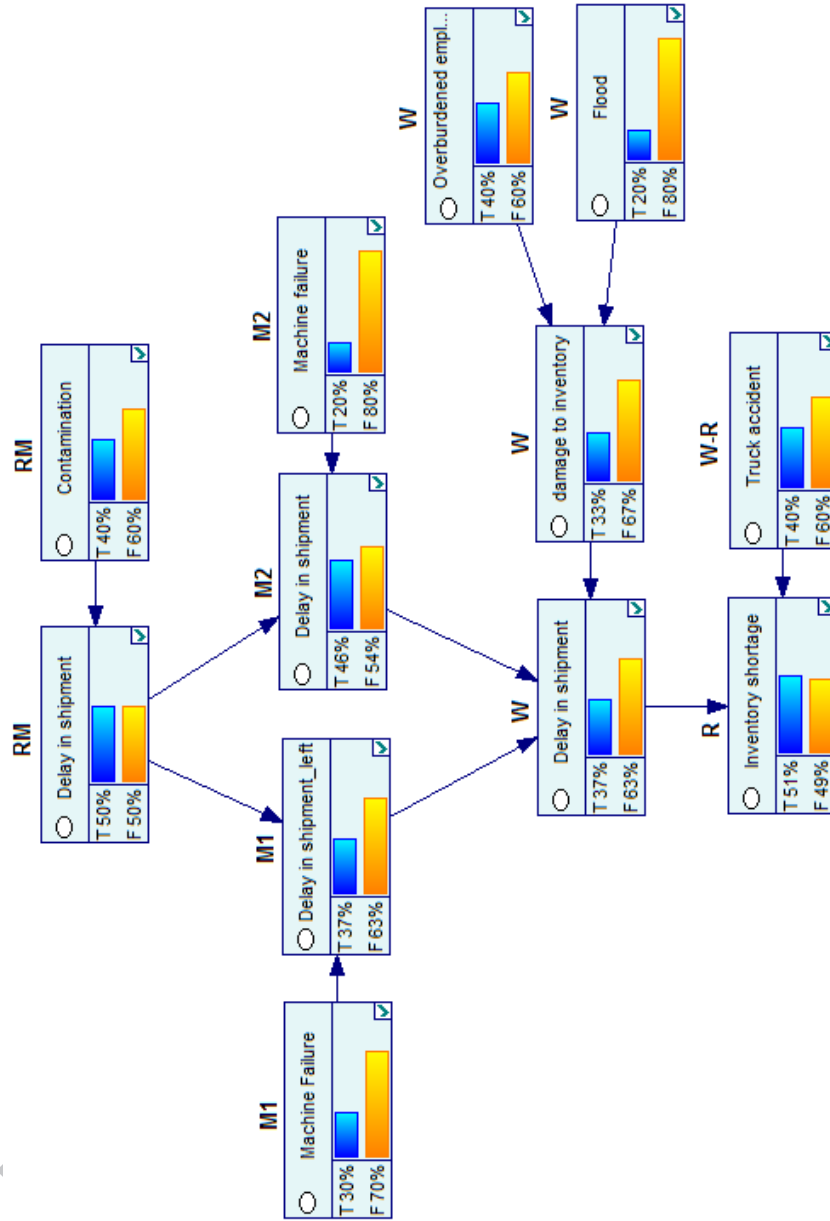 RM
Delay in shipment
T 50%
F 50%
RM
Contamination
T 40%
F 60%
M1
Machine Failure
T 30%
F 70%
M1
Delay in shipment_left
T 37%
F 63%
M2
Delay in shipment
T 46%
F 54%
M2
Machine failure
T 20%
F 80%
W
Overburdened empl...
T 40%
F 60%
W
Delay in shipment
T 37%
F 63%
W
damage to inventory
T 33%
F 67%
W
Flood
T 20%
F 80%
R
Inventory shortage
T 51%
F 49%
W-R
Truck accident
T 40%
F 60%